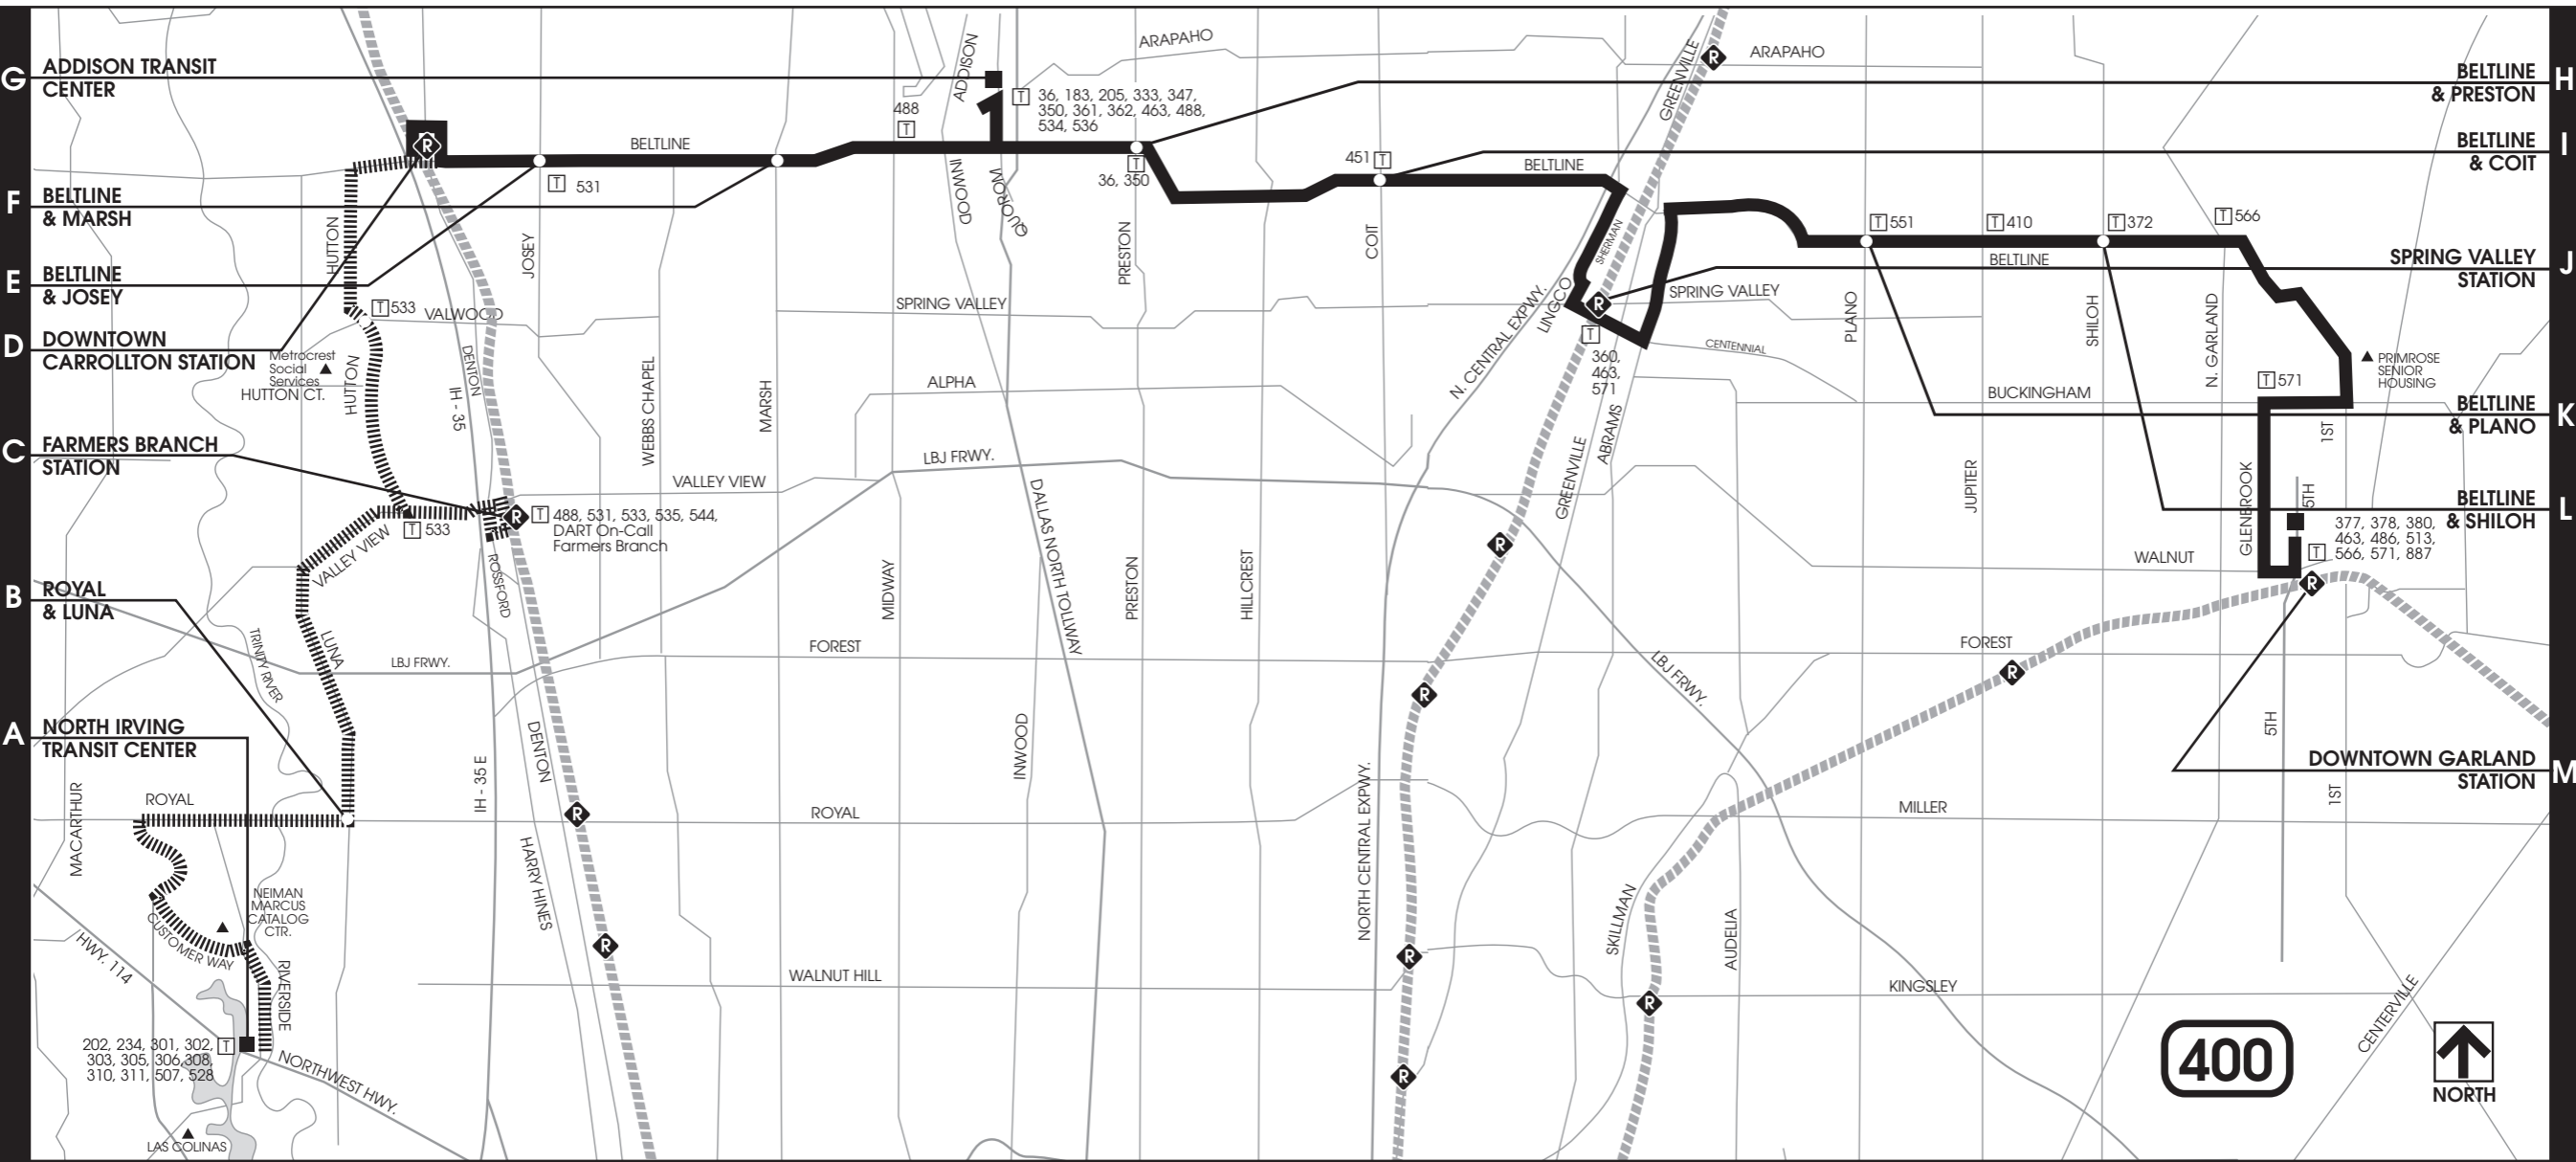 G
ADDISON TRANSIT
CENTER
F
BELTLINE
& MARSH
E
BELTLINE
& JOSEY
D
DOWNTOWN
CARROLLTON STATION
C
FARMERS BRANCH
STATION
B
ROYAL
& LUNA
A
NORTH IRVING
TRANSIT CENTER
H
BELTLINE
& PRESTON
I
BELTLINE
& COIT
J
SPRING VALLEY
STATION
K
BELTLINE
& PLANO
L
BELTLINE
& SHILOH
M
DOWNTOWN GARLAND
STATION
ARAPAHO
ARAPAHO
ADDISON
GREENVILLE
R
T
36, 183, 205, 333, 347,
350, 361, 362, 463, 488,
534, 536
1
488
T
R
BELTLINE
T
531
T
36, 350
451
T
BELTLINE
INWOOD
QUORUM
HUTTON
JOSEY
PRESTON
COIT
SHERMAN
T
551
T
410
T
372
T
566
BELTLINE
T
533
VALWOOD
SPRING VALLEY
LINGCO
R
SPRING VALLEY
PLANO
SHILOH
N. GARLAND
T
360,
463,
571
CENTENNIAL
Metrocrest
Social
Services
HUTTON CT.
HUTTON
DENTON
IH - 35
WEBBS CHAPEL
MARSH
ALPHA
N. CENTRAL EXPWY.
ABRAMS
GREENVILLE
T
571
PRIMROSE
SENIOR
HOUSING
BUCKINGHAM
1ST
LBJ FRWY.
VALLEY VIEW
JUPITER
GLENBROOK
5TH
T
533
R
T
488, 531, 533, 535, 544,
DART On-Call
Farmers Branch
VALLEY VIEW
ROSSFORD
MIDWAY
DALLAS NORTH TOLLWAY
PRESTON
HILLCREST
R
WALNUT
T
377, 378, 380,
463, 486, 513,
566, 571, 887
R
TRINITY RIVER
LUNA
LBJ FRWY.
FOREST
LBJ FRWY.
FOREST
R
R
5TH
1ST
MACARTHUR
ROYAL
IH - 35 E
DENTON
R
INWOOD
ROYAL
NORTH CENTRAL EXPWY.
MILLER
HARRY HINES
NEIMAN
MARCUS
CATALOG
CTR.
CUSTOMER WAY
HWY. 114
RIVERSIDE
R
WALNUT HILL
R
SKILLMAN
AUDELIA
R
KINGSLEY
CENTERVILLE
202, 234, 301, 302,
303, 305, 306,308,
310, 311, 507, 528
T
NORTHWEST HWY.
LAS COLINAS
R
400
NORTH